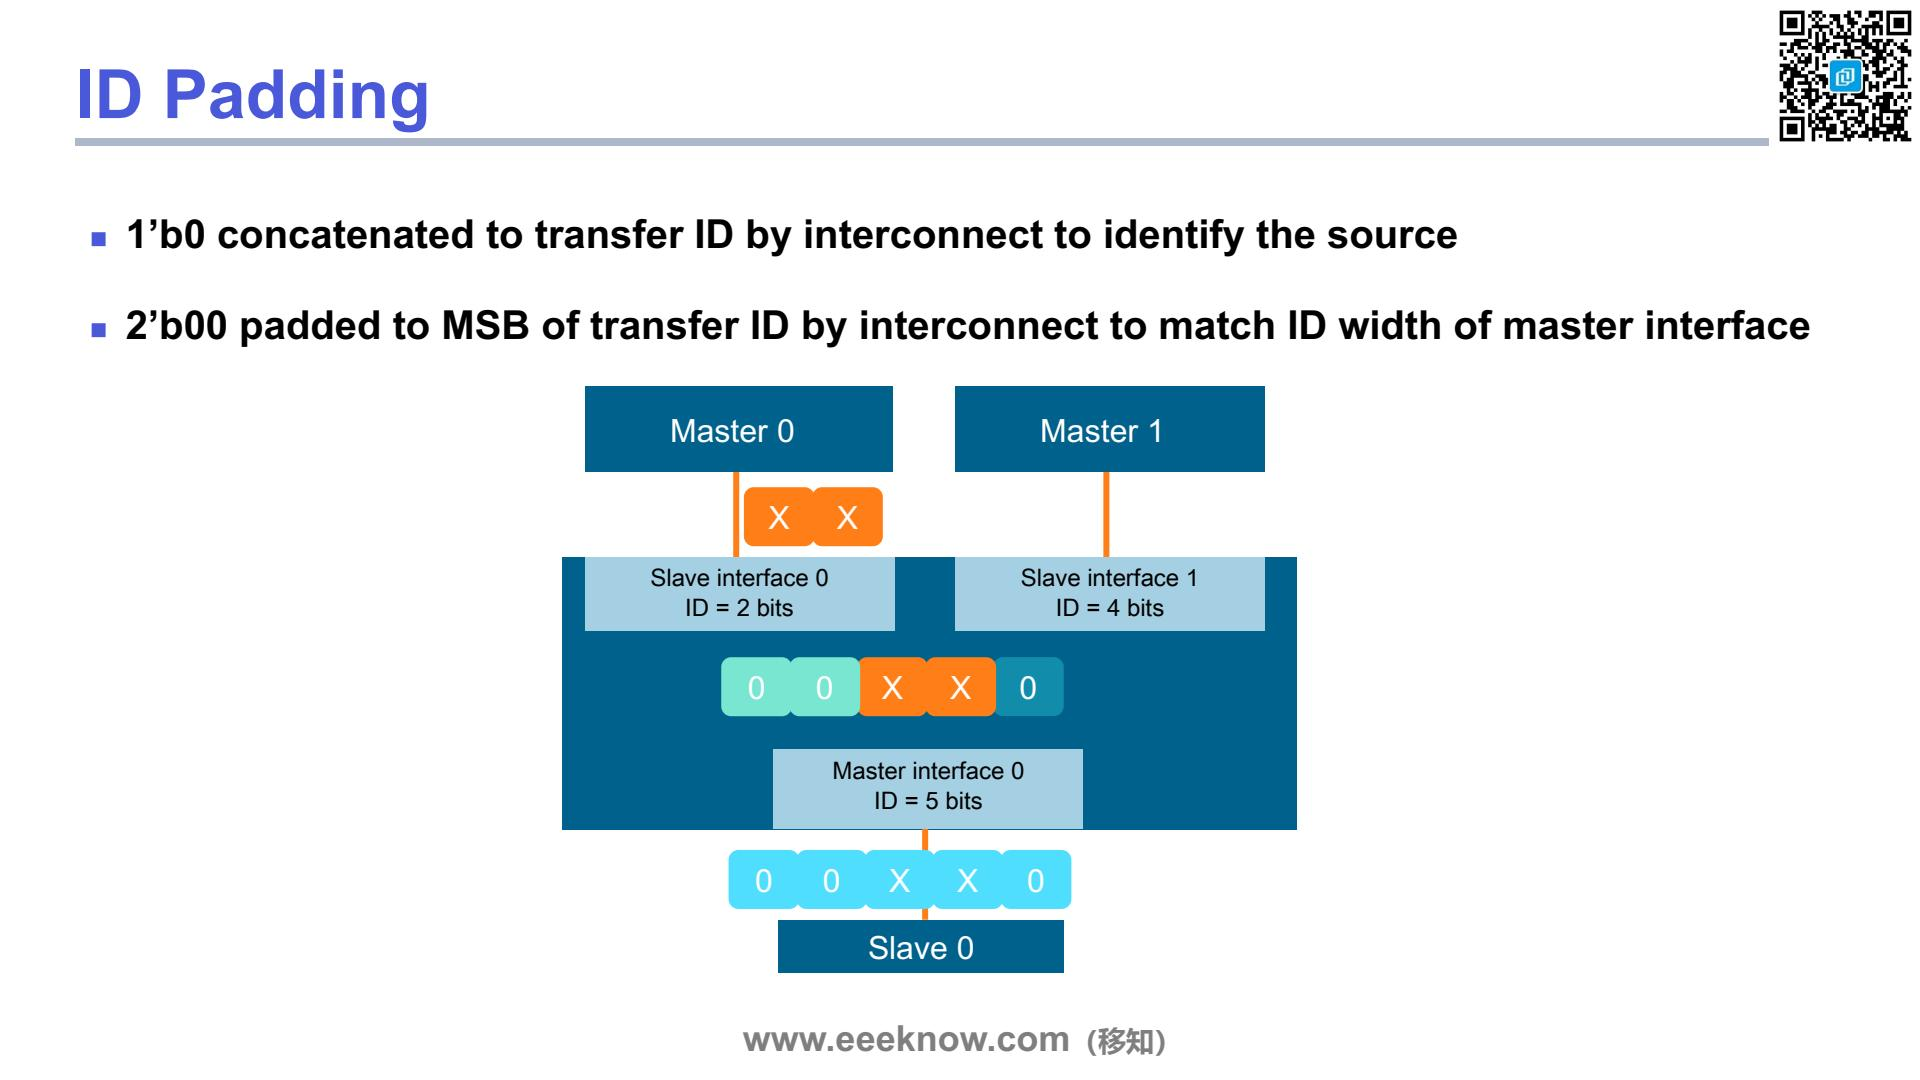 ID Padding
1’b0 concatenated to transfer ID by interconnect to identify the source
2’b00 padded to MSB of transfer ID by interconnect to match ID width of master interface
Master 0
Master 1
X X
Slave interface 0
ID = 2 bits
Slave interface 1
ID = 4 bits
0 0 X X 0
Master interface 0
ID = 5 bits
0 0 X X 0
Slave 0
www.eeeknow.com (移知)